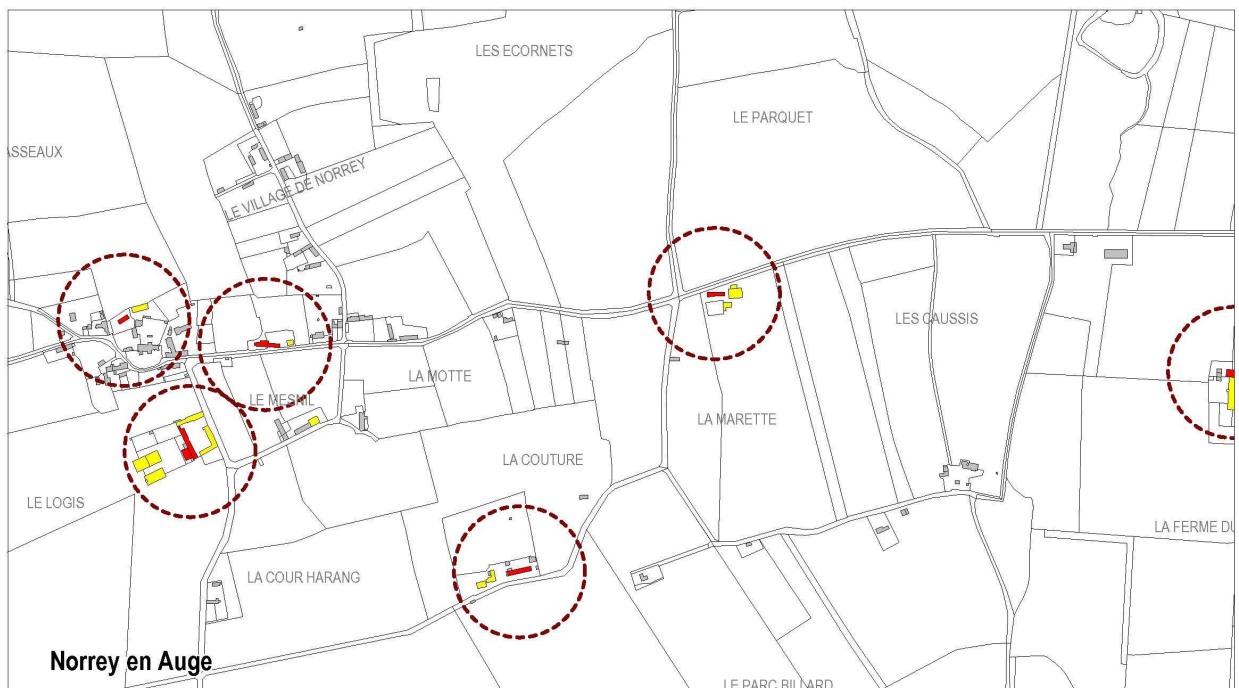 LES ECORNETS
LE PARQUET
ASSEAUX
LE VILLAGE DE NORREY
LES CAUSSIS
LA MOTTE
LE MESNIL
LA MARETTE
LA COUTURE
LE LOGIS
LA FERME DU
LA COUR HARANG
Norrey en Auge
LE PARC BILLARD